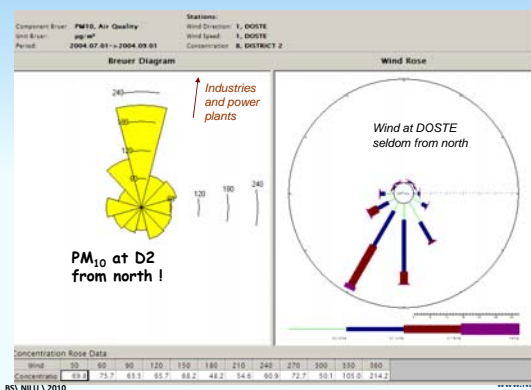 Component Bruer PM10, Air Quality
Unit Bruer: µg/m³
Period: 2004.07.01->2004.09.01
Stations:
Wind Direction: 1, DOSTE
Wind Speed: 1, DOSTE
Concentration 8, DISTRICT 2
Breuer Diagram
Wind Rose
240
180
120
60
Industries
and power
plants
60 120 180 240
PM10 at D2
from north !
Wind at DOSTE
seldom from north
Concentration Rose Data
Wind 30 60 90 120 150 180 210 240 270 300 330 360
Concentratio 69.8 75.7 63.5 65.7 68.2 48.2 54.6 60.9 72.7 50.1 105.0 214.2
BS\ NILU \ 2010